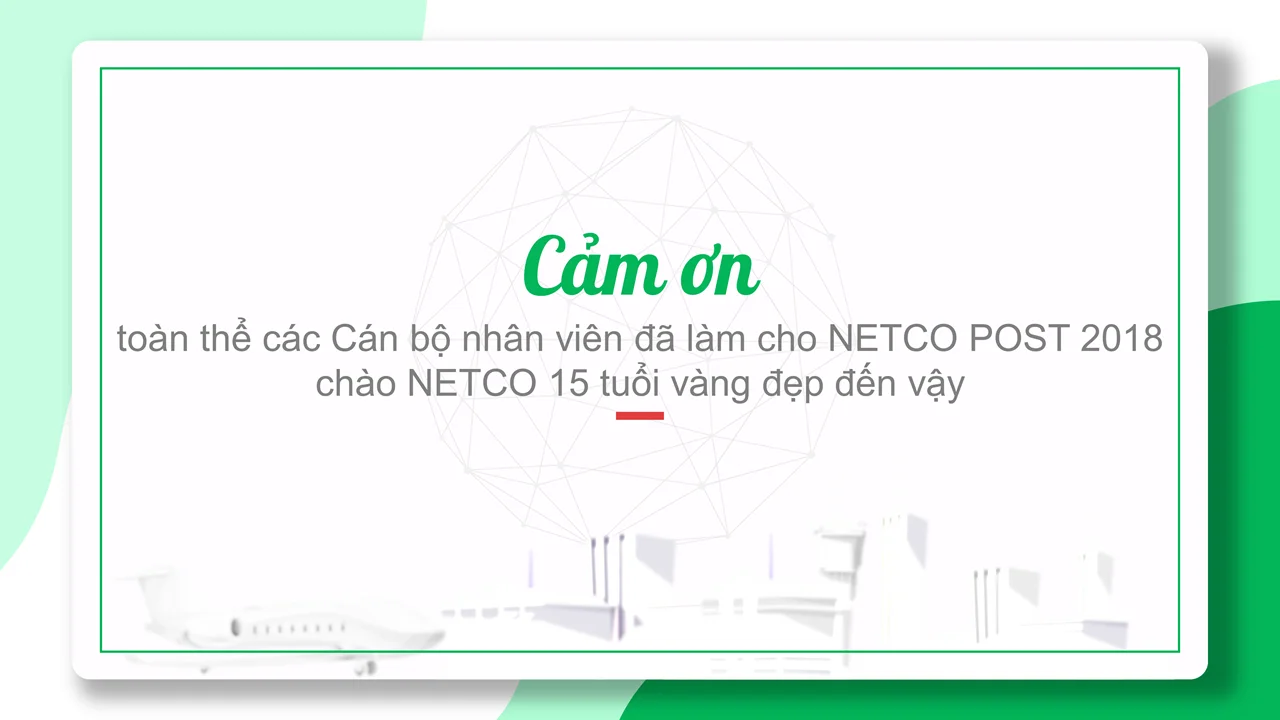 Cảm ơn
toàn thể các Cán bộ nhân viên đã làm cho NETCO POST 2018
chào NETCO 15 tuổi vàng đẹp đến vậy